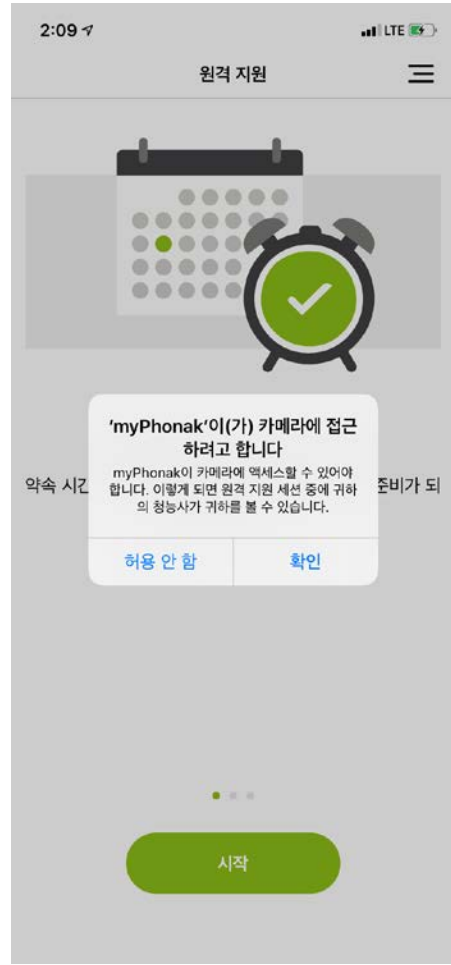 2:09
LTE
원격 지원
'myPhonak'이(가) 카메라에 접근
하려고 합니다
myPhonak이 카메라에 액세스할 수 있어야
합니다. 이렇게 되면 원격 지원 세션 중에 귀하
의 청능사가 귀하를 볼 수 있습니다.
약속 시간 준비가 되
허용 안 함 확인
시작